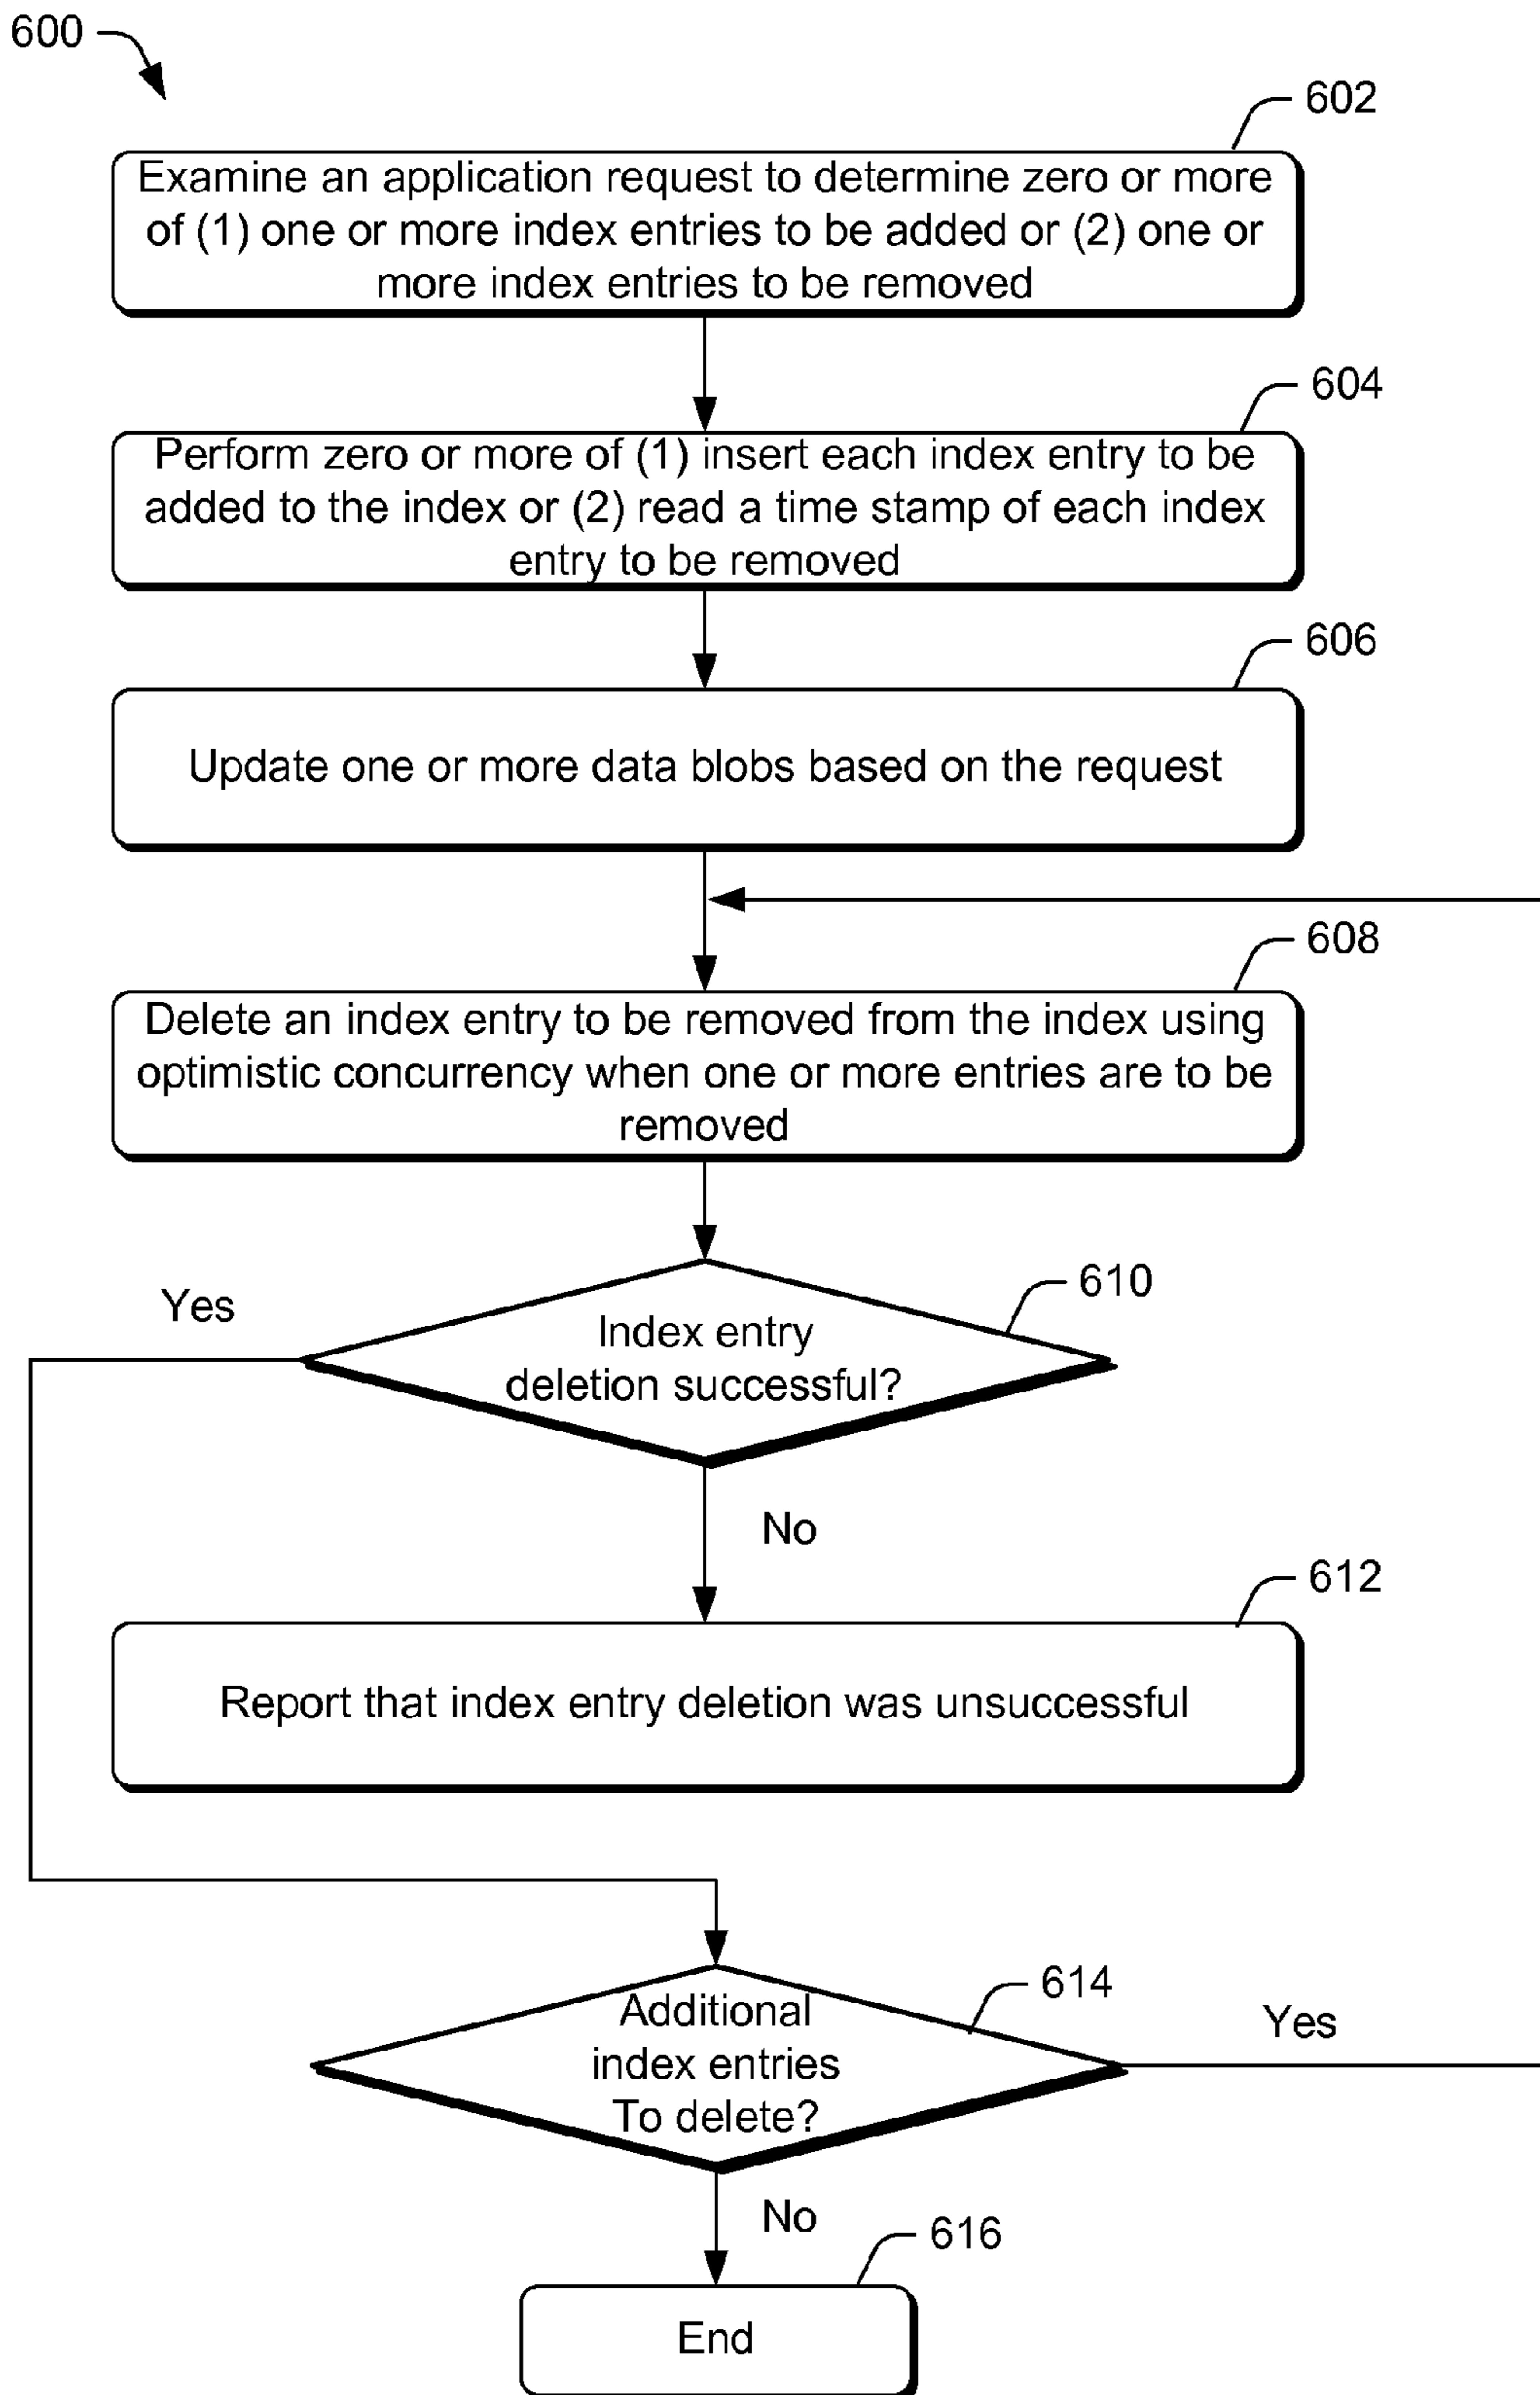 600
602
Examine an application request to determine zero or more
of (1) one or more index entries to be added or (2) one or
more index entries to be removed
604
Perform zero or more of (1) insert each index entry to be
added to the index or (2) read a time stamp of each index
entry to be removed
606
Update one or more data blobs based on the request
608
Delete an index entry to be removed from the index using
optimistic concurrency when one or more entries are to be
removed
610
Yes
Index entry
deletion successful?
No
612
Report that index entry deletion was unsuccessful
614
Additional
index entries
To delete?
Yes
No
616
End